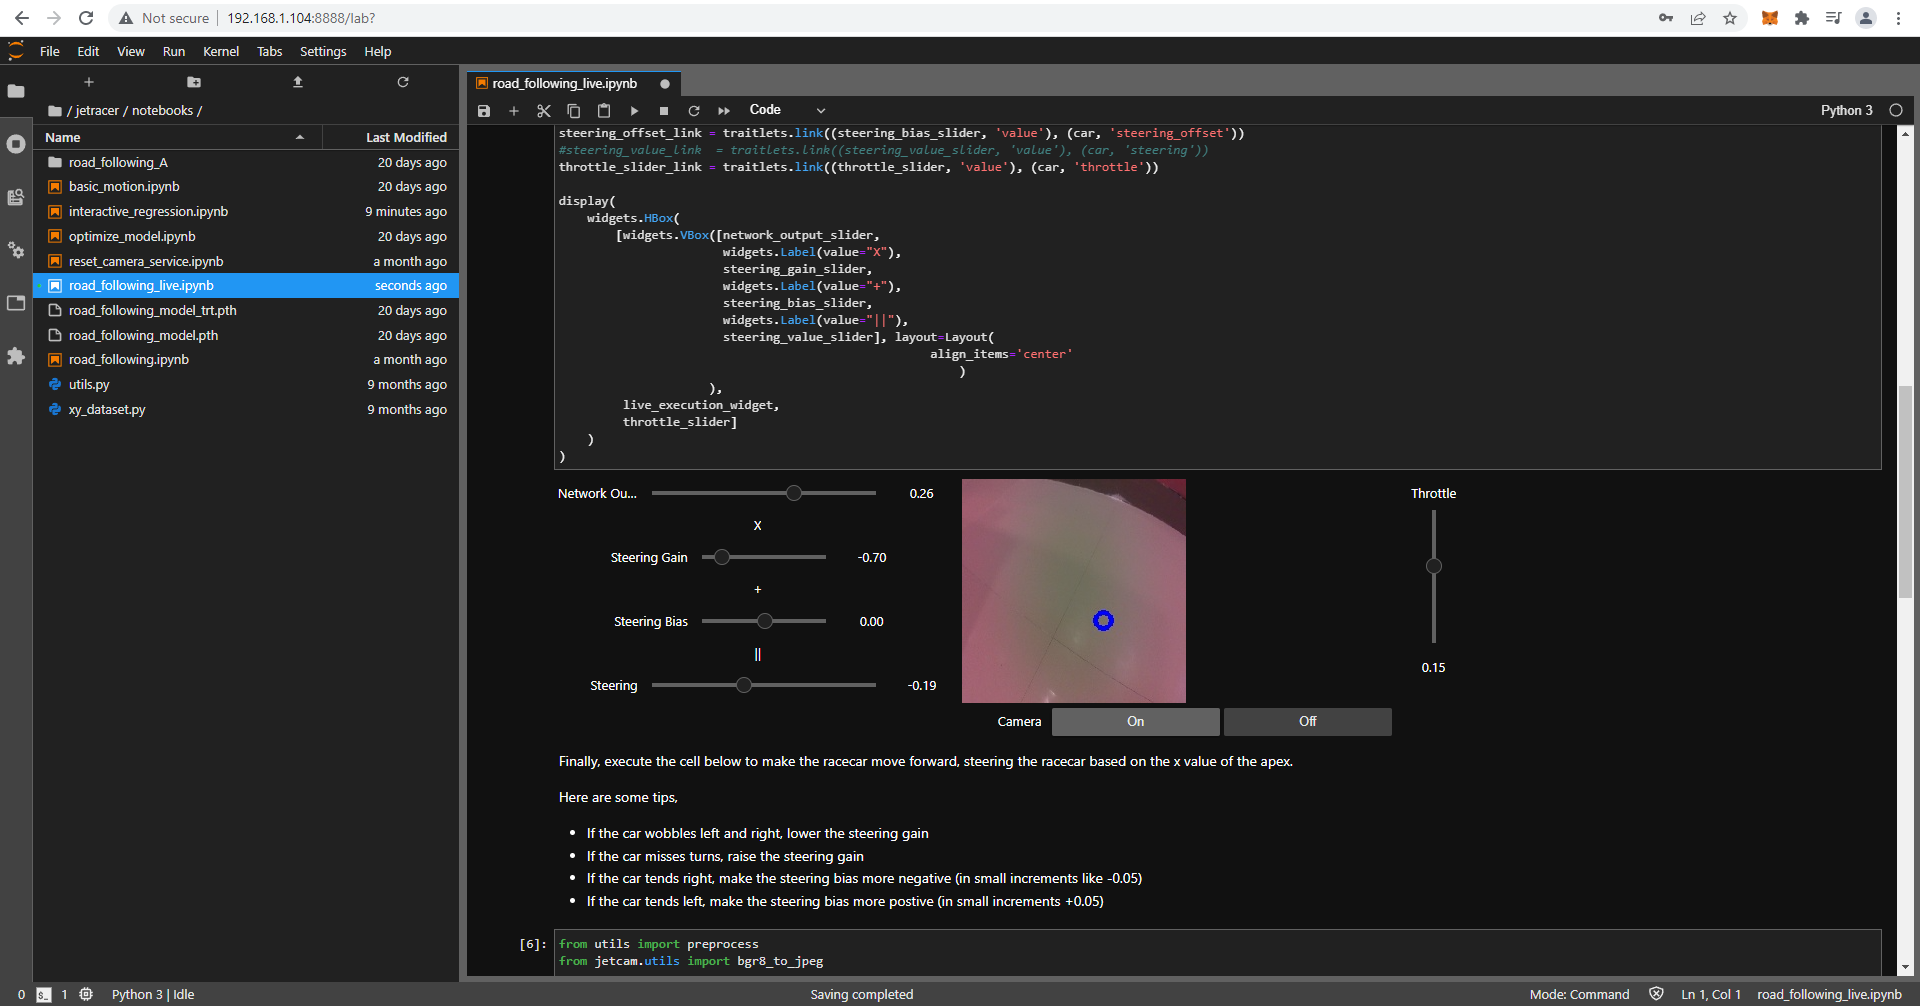 Not secure 192.168.1.104:8888/lab?
File Edit View Run Kernel Tabs Settings Help
/ jetracer / notebooks /
Name Last Modified
road_following_A 20 days ago
basic_motion.ipynb 20 days ago
interactive_regression.ipynb 9 minutes ago
optimize_model.ipynb 20 days ago
reset_camera_service.ipynb a month ago
road_following_live.ipynb seconds ago
road_following_model_trt.pth 20 days ago
road_following_model.pth 20 days ago
road_following.ipynb a month ago
utils.py 9 months ago
xy_dataset.py 9 months ago
road_following_live.ipynb
Code Python 3
steering_offset_link = traitlets.link((steering_bias_slider, 'value'), (car, 'steering_offset'))
#steering_value_link  = traitlets.link((steering_value_slider, 'value'), (car, 'steering'))
throttle_slider_link = traitlets.link((throttle_slider, 'value'), (car, 'throttle'))
display(
widgets.HBox(
[widgets.VBox([network_output_slider,
widgets.Label(value="X"),
steering_gain_slider,
widgets.Label(value="+"),
steering_bias_slider,
widgets.Label(value="||"),
steering_value_slider], layout=Layout(
align_items='center'
)
),
live_execution_widget,
throttle_slider]
)
)
Network Ou... 0.26
X
Steering Gain -0.70
+
Steering Bias 0.00
||
Steering -0.19
Throttle
0.15
Camera On Off
Finally, execute the cell below to make the racecar move forward, steering the racecar based on the x value of the apex.
Here are some tips,
• If the car wobbles left and right, lower the steering gain
• If the car misses turns, raise the steering gain
• If the car tends right, make the steering bias more negative (in small increments like -0.05)
• If the car tends left, make the steering bias more postive (in small increments +0.05)
[6]: from utils import preprocess
from jetcam.utils import bgr8_to_jpeg
0 $_ 1 Python 3 | Idle Saving completed Mode: Command Ln 1, Col 1 road_following_live.ipynb